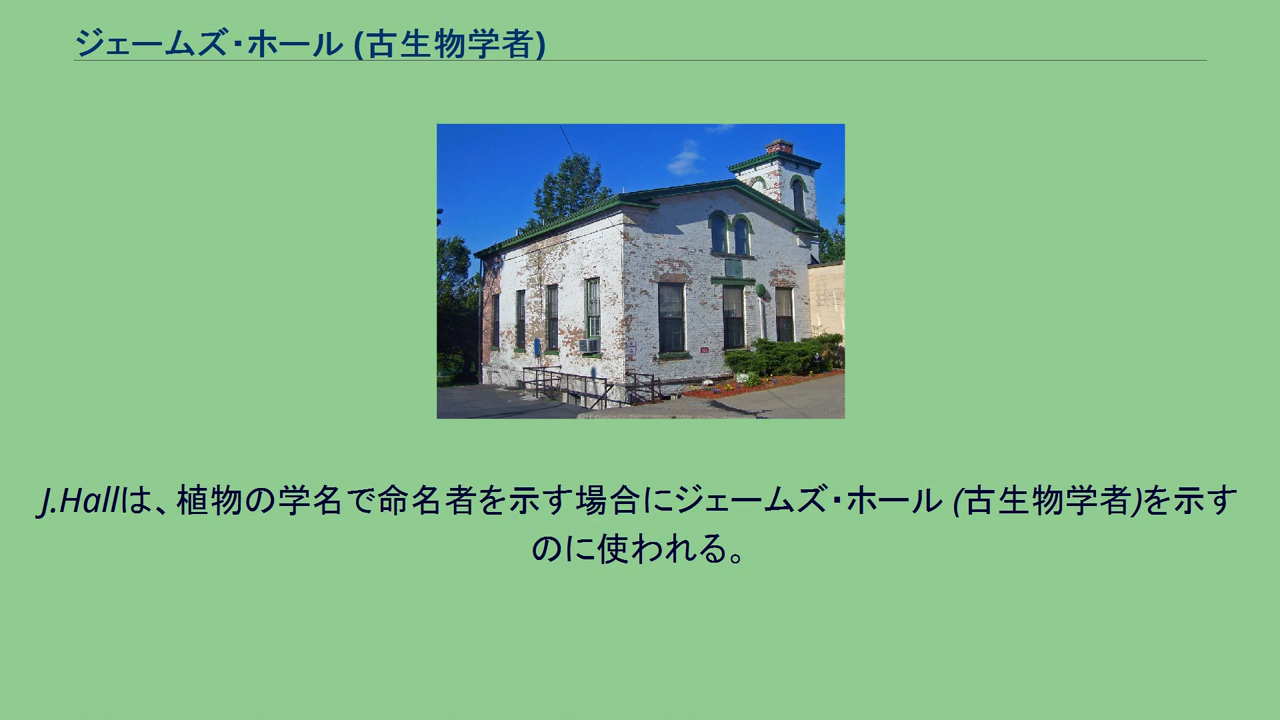 ジェームズ・ホール (古生物学者)
J.Hallは、植物の学名で命名者を示す場合にジェームズ・ホール (古生物学者)を示す
のに使われる。